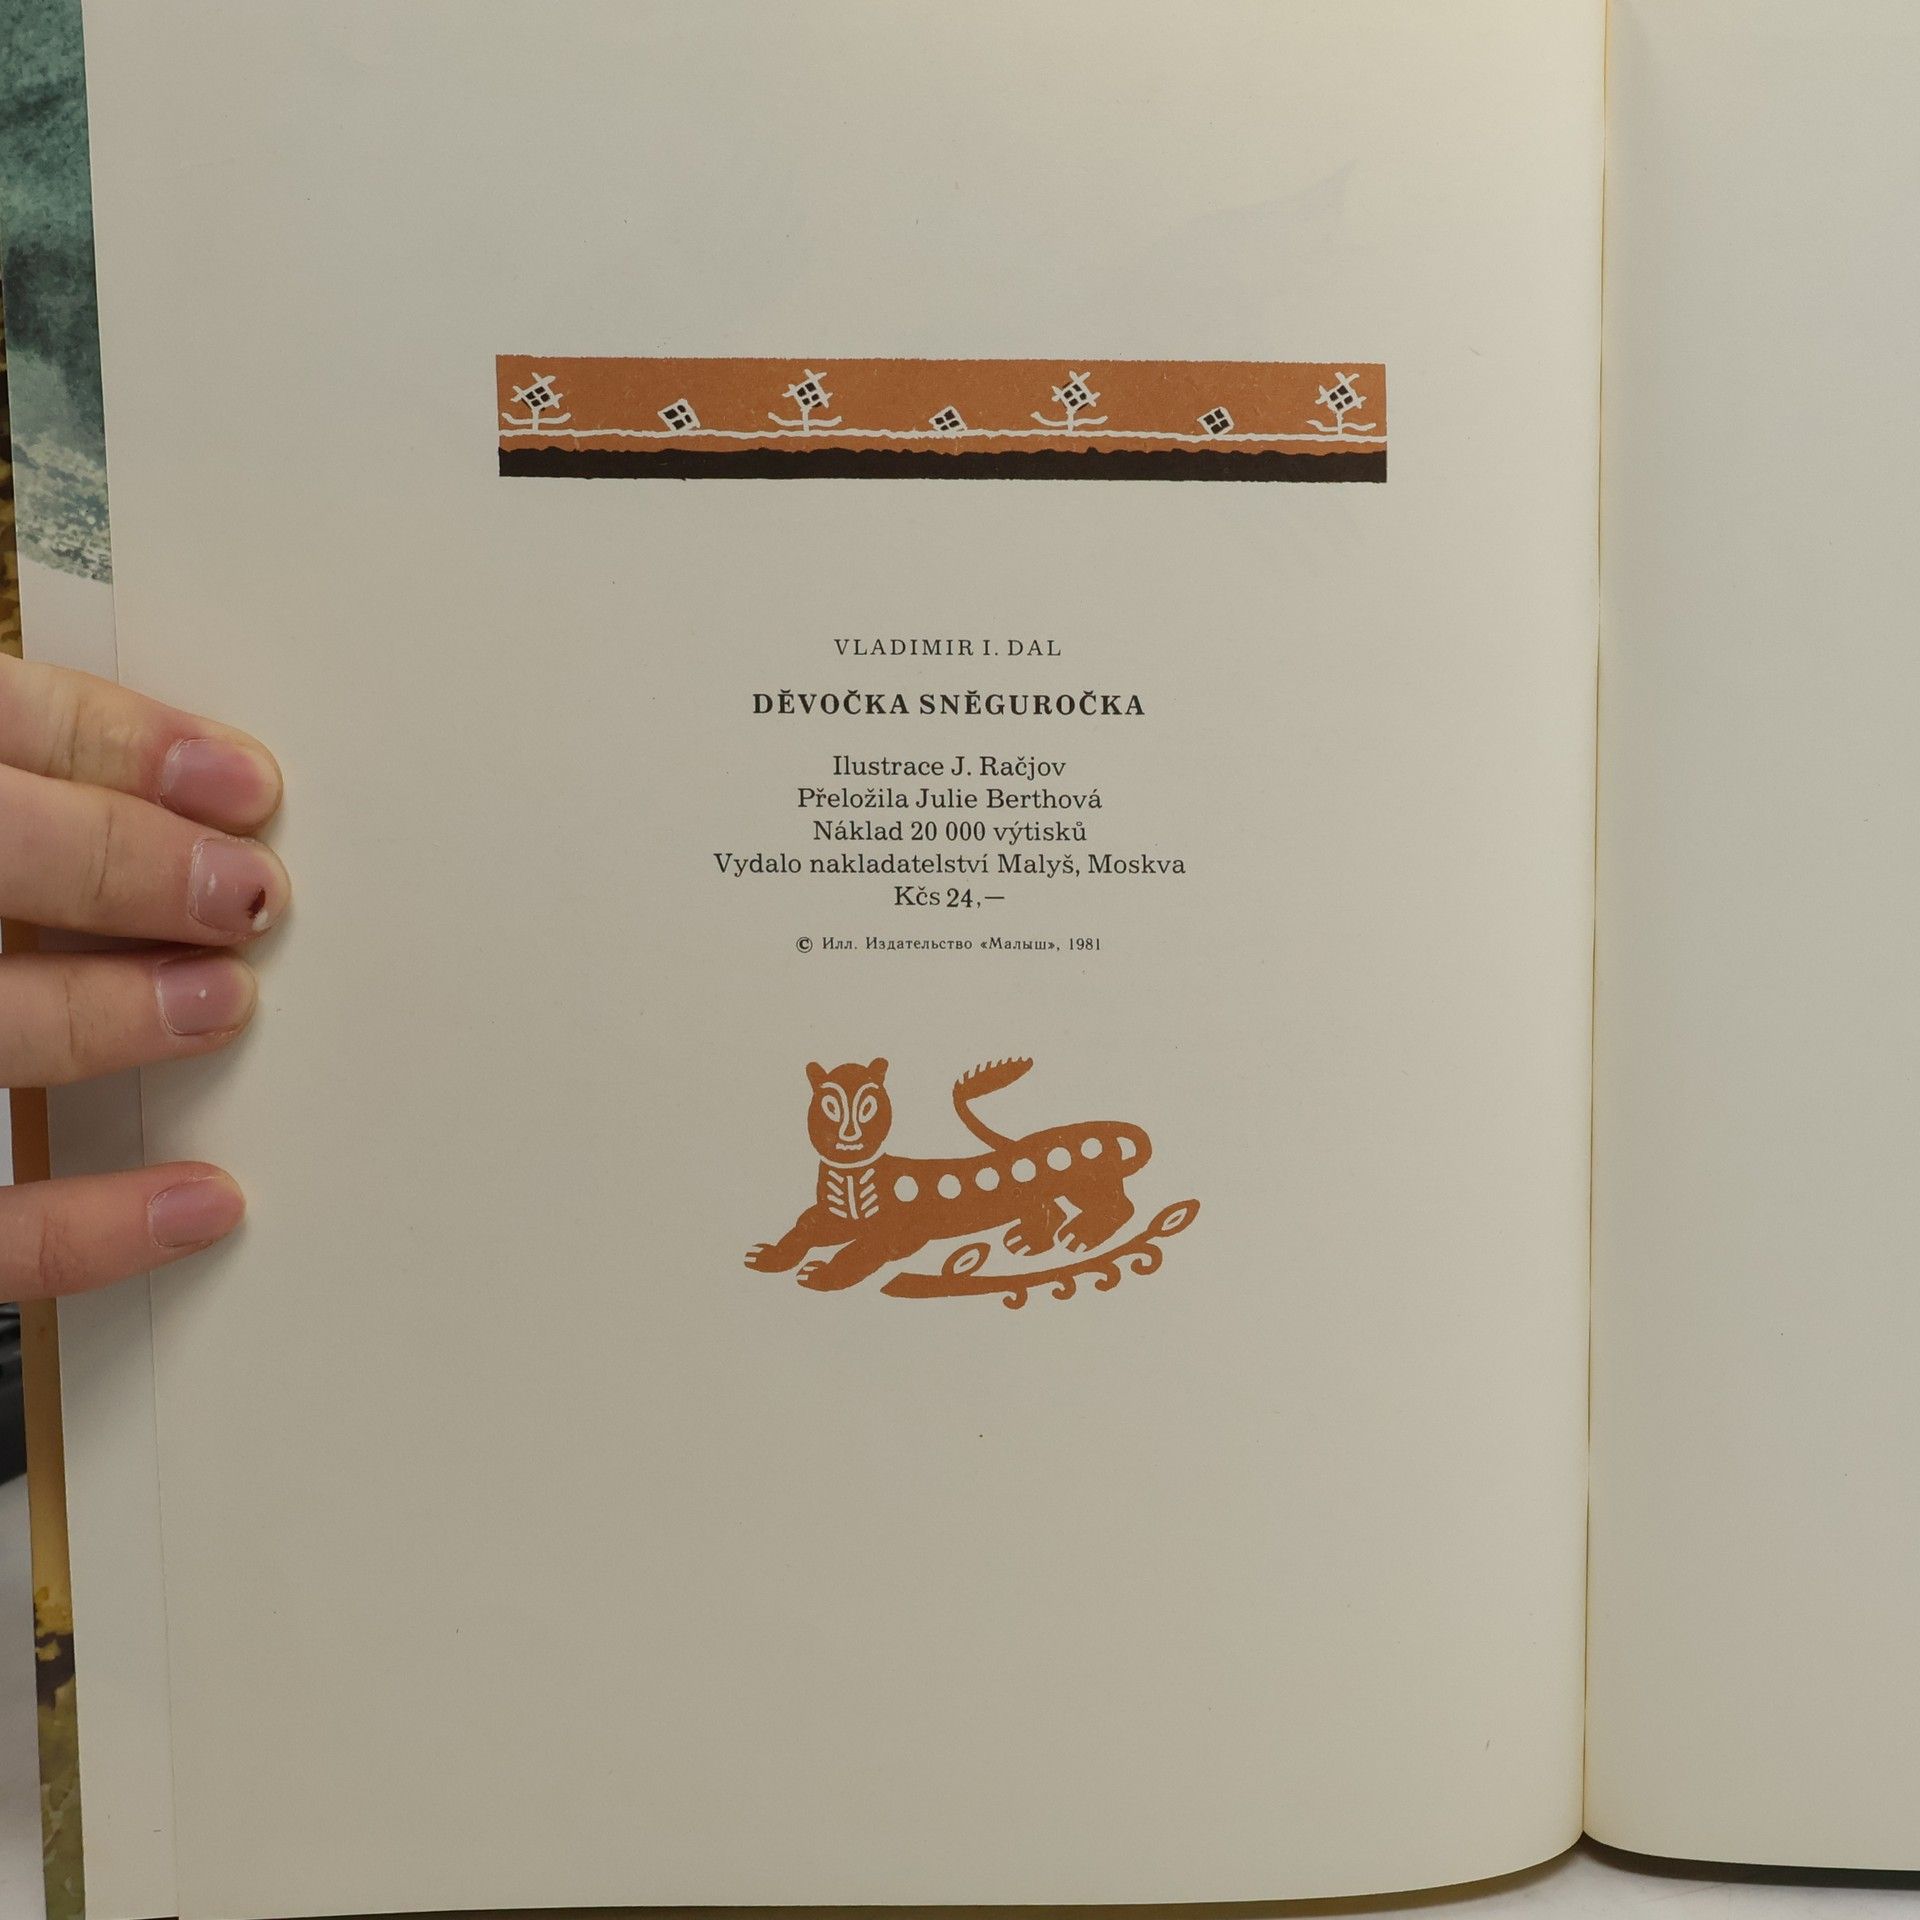 VLADIMIR I. DAL
DĚVOČKA SNĚGUROČKA
Ilustrace J. Račjov
Přeložila Julie Berthová
Náklad 20 000 výtisků
Vydalo nakladatelství Malyš, Moskva
Kčs 24,—
© Илл. Издательство «Малыш», 1981